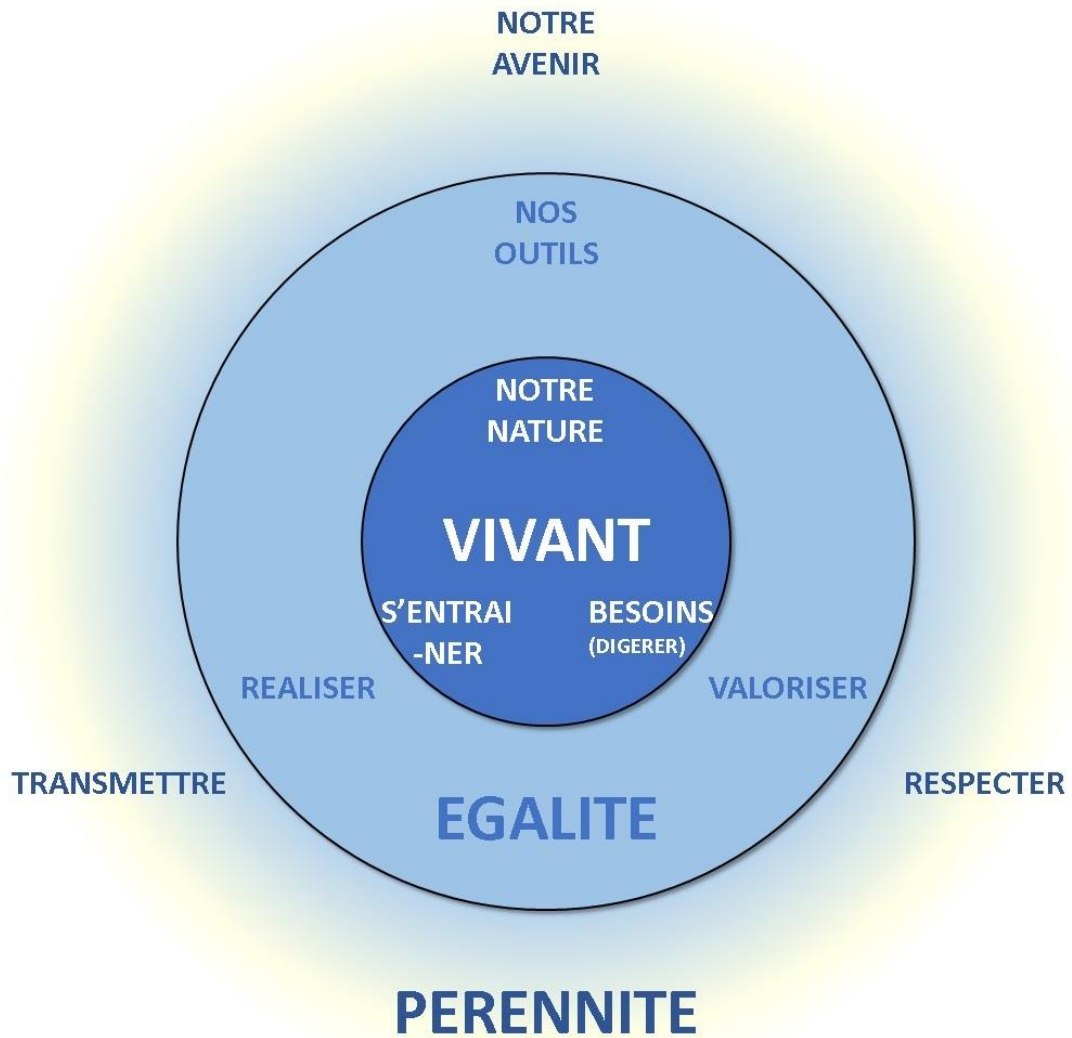 NOTRE
AVENIR
NOS
OUTILS
NOTRE
NATURE
VIVANT
S’ENTRAI
-NER
BESOINS
(DIGERER)
REALISER
VALORISER
TRANSMETTRE
RESPECTER
EGALITE
PERENNITE